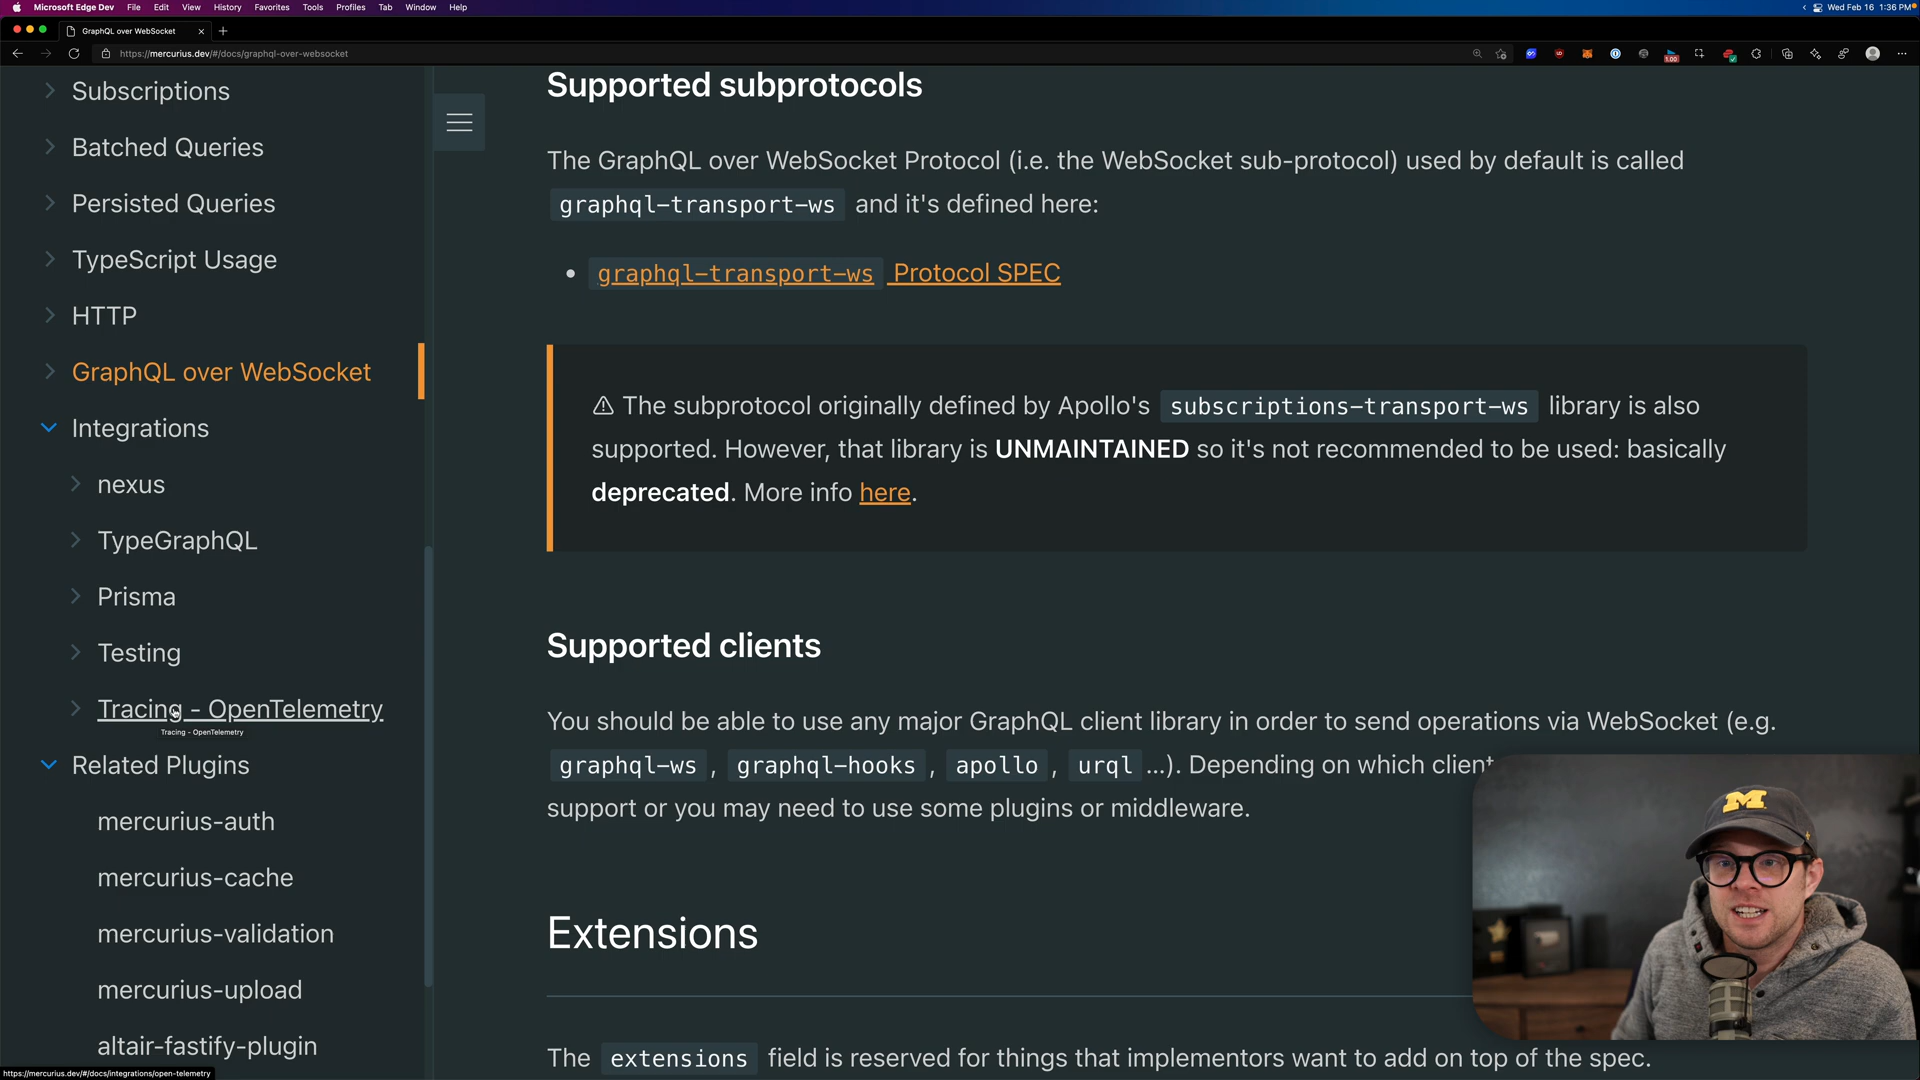 Microsoft Edge Dev File Edit View History Favorites Tools Profiles Tab Window Help
Wed Feb 16 1:36 PM
GraphQL over WebSocket
https://mercurius.dev/#/docs/graphql-over-websocket
1.00
Subscriptions
Batched Queries
Persisted Queries
TypeScript Usage
HTTP
GraphQL over WebSocket
Integrations
nexus
TypeGraphQL
Prisma
Testing
Tracing - OpenTelemetry
Tracing - OpenTelemetry
Related Plugins
mercurius-auth
mercurius-cache
mercurius-validation
mercurius-upload
altair-fastify-plugin
https://mercurius.dev/#/docs/integrations/open-telemetry
Supported subprotocols
The GraphQL over WebSocket Protocol (i.e. the WebSocket sub-protocol) used by default is called
graphql-transport-ws and it's defined here:
• graphql-transport-ws Protocol SPEC
⚠ The subprotocol originally defined by Apollo's subscriptions-transport-ws library is also
supported. However, that library is UNMAINTAINED so it's not recommended to be used: basically
deprecated. More info here.
Supported clients
You should be able to use any major GraphQL client library in order to send operations via WebSocket (e.g.
graphql-ws , graphql-hooks , apollo , urql …). Depending on which client
support or you may need to use some plugins or middleware.
Extensions
The extensions field is reserved for things that implementors want to add on top of the spec.
M